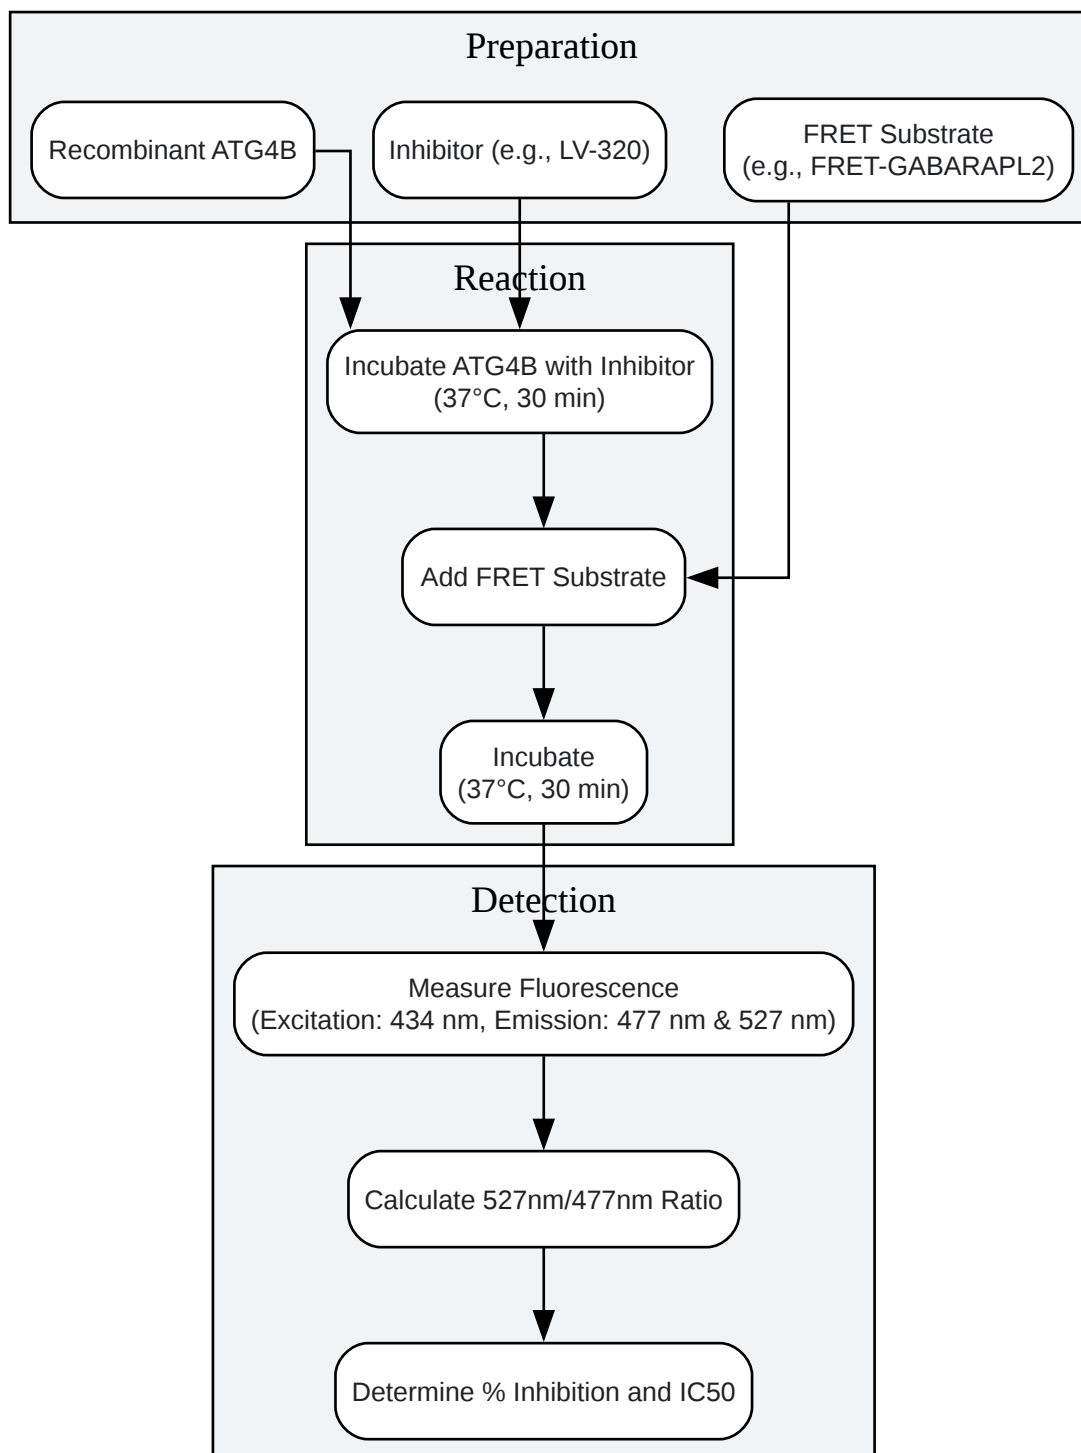 Preparation
Recombinant ATG4B
Inhibitor (e.g., LV-320)
FRET Substrate
(e.g., FRET-GABARAPL2)
Reaction
Incubate ATG4B with Inhibitor
(37°C, 30 min)
Add FRET Substrate
Incubate
(37°C, 30 min)
Detection
Measure Fluorescence
(Excitation: 434 nm, Emission: 477 nm & 527 nm)
Calculate 527nm/477nm Ratio
Determine % Inhibition and IC50